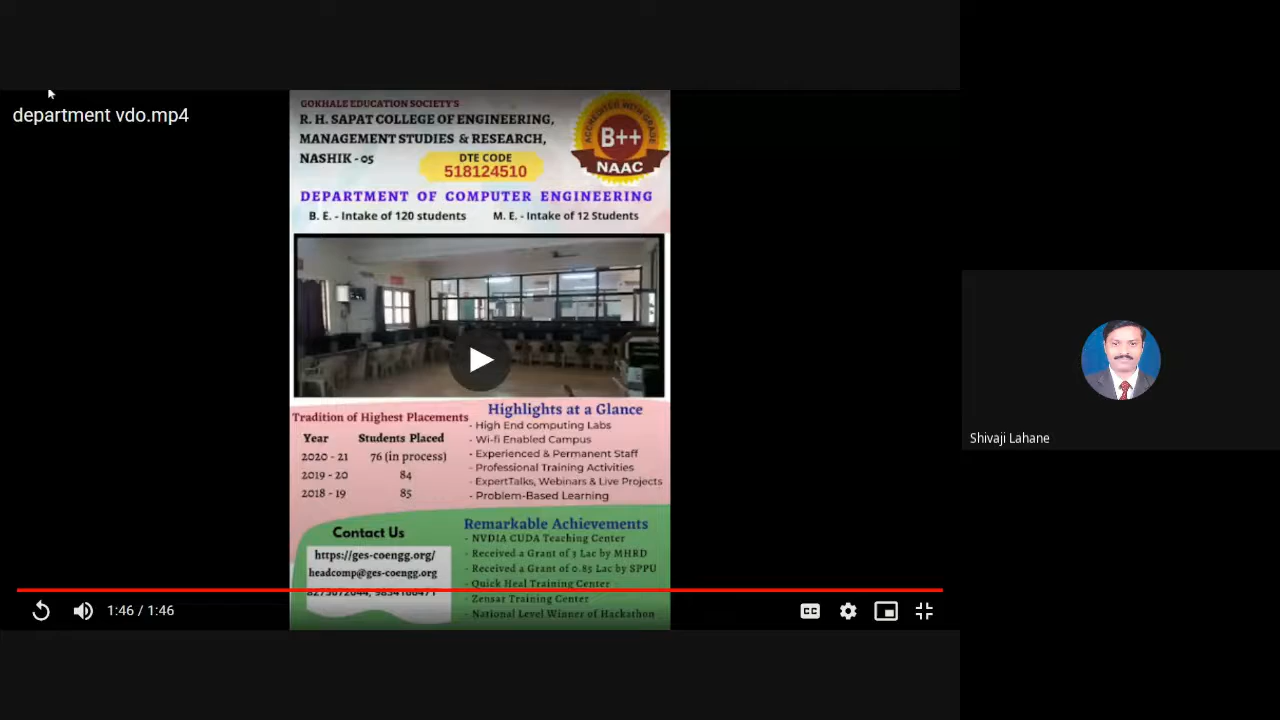 department vdo.mp4
GOKHALE EDUCATION SOCIETY'S
R. H. SAPAT COLLEGE OF ENGINEERING,
MANAGEMENT STUDIES & RESEARCH,
NASHIK - 05
DTE CODE
518124510
ACCREDITED WITH GRADE
B++
NAAC
DEPARTMENT OF COMPUTER ENGINEERING
B. E. - Intake of 120 students M. E. - Intake of 12 Students
Tradition of Highest Placements
Year Students Placed
2020 - 21 76 (in process)
2019 - 20 84
2018 - 19 85
Highlights at a Glance
- High End computing Labs
- Wi-fi Enabled Campus
- Experienced & Permanent Staff
- Professional Training Activities
- ExpertTalks, Webinars & Live Projects
- Problem-Based Learning
Contact Us
https://ges-coengg.org/
headcomp@ges-coengg.org
Remarkable Achievements
- NVDIA CUDA Teaching Center
- Received a Grant of 3 Lac by MHRD
- Received a Grant of 0.85 Lac by SPPU
- Quick Heal Training Center
- Zensar Training Center
- National Level Winner of Hackathon
1:46 / 1:46
CC
Shivaji Lahane